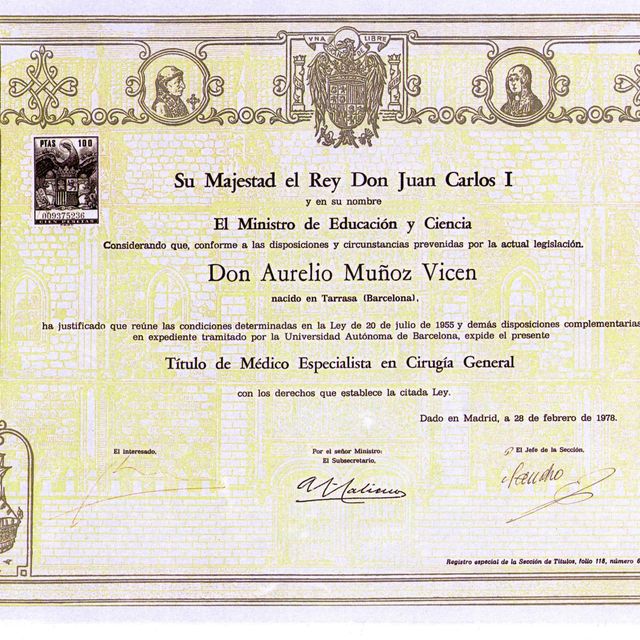 VNA LIBRE
PTAS 100
009375236
CIEN PESETAS
Su Majestad el Rey Don Juan Carlos I
y en su nombre
El Ministro de Educación y Ciencia
Considerando que, conforme a las disposiciones y circunstancias prevenidas por la actual legislación,
Don Aurelio Muñoz Vicen
nacido en Tarrasa (Barcelona),
ha justificado que reúne las condiciones determinadas en la Ley de 20 de julio de 1955 y demás disposiciones complementarias
en expediente tramitado por la Universidad Autónoma de Barcelona, expide el presente
Título de Médico Especialista en Cirugía General
con los derechos que establece la citada Ley.
Dado en Madrid, a 28 de febrero de 1978.
El interesado,
Por el señor Ministro:
El Subsecretario,
El Jefe de la Sección,
Registro especial de la Sección de Títulos, folio 118, número